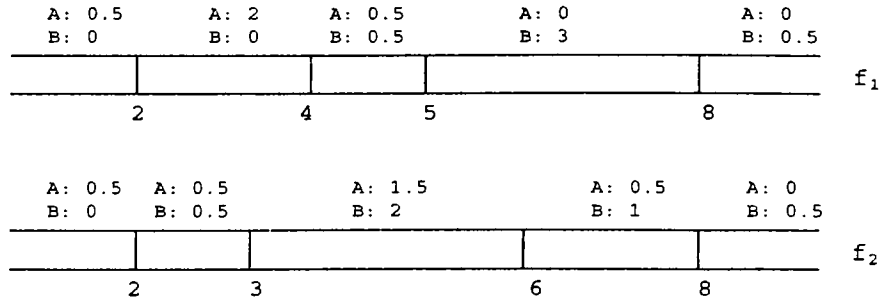 A: 0.5 A: 2 A: 0.5 A: 0 A: 0
B: 0 B: 0 B: 0.5 B: 3 B: 0.5
f1
2 4 5 8
A: 0.5 A: 0.5 A: 1.5 A: 0.5 A: 0
B: 0 B: 0.5 B: 2 B: 1 B: 0.5
f2
2 3 6 8